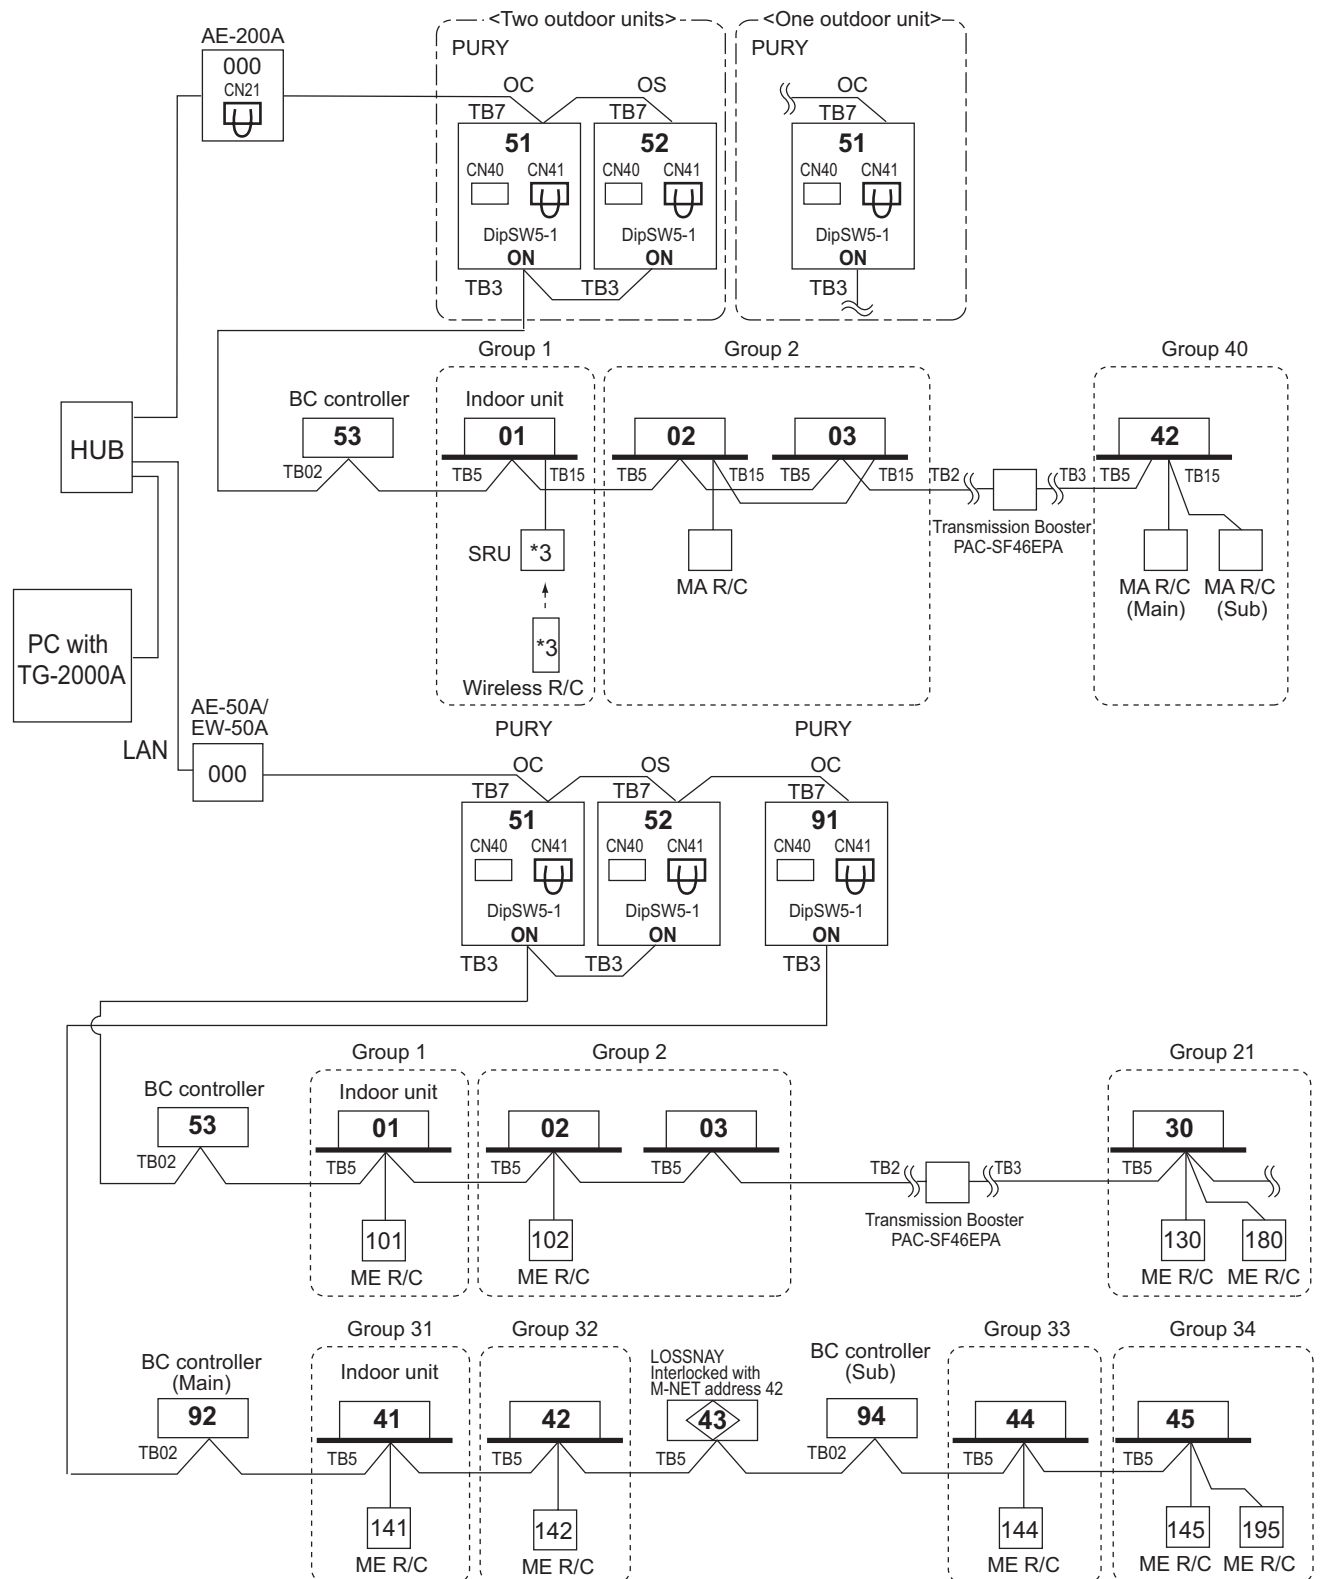 <Two outdoor units>
<One outdoor unit>
AE-200A
000
CN21
PURY
PURY
OC
OS
OC
TB7
TB7
TB7
51
52
51
CN40 CN41
CN40 CN41
CN40 CN41
DipSW5-1
DipSW5-1
DipSW5-1
ON
ON
ON
TB3
TB3
TB3
Group 1
Group 2
Group 40
HUB
BC controller
53
TB02
Indoor unit
01
TB5
TB15
02
TB5
TB15
03
TB5
TB15
TB2
TB3
42
TB5
TB15
Transmission Booster
PAC-SF46EPA
SRU
*3
MA R/C
MA R/C
(Main)
MA R/C
(Sub)
*3
Wireless R/C
PC with
TG-2000A
LAN
AE-50A/
EW-50A
000
PURY
PURY
OC
OS
OC
TB7
TB7
TB7
51
52
91
CN40 CN41
CN40 CN41
CN40 CN41
DipSW5-1
DipSW5-1
DipSW5-1
ON
ON
ON
TB3
TB3
TB3
Group 1
Group 2
Group 21
BC controller
53
TB02
Indoor unit
01
TB5
02
TB5
03
TB5
TB2
TB3
30
TB5
Transmission Booster
PAC-SF46EPA
101
ME R/C
102
ME R/C
130
ME R/C
180
ME R/C
Group 31
Group 32
Group 33
Group 34
BC controller
(Main)
92
TB02
Indoor unit
41
TB5
42
TB5
LOSSNAY
Interlocked with
M-NET address 42
43
TB5
BC controller
(Sub)
94
TB02
44
TB5
45
TB5
141
ME R/C
142
ME R/C
144
ME R/C
145
ME R/C
195
ME R/C